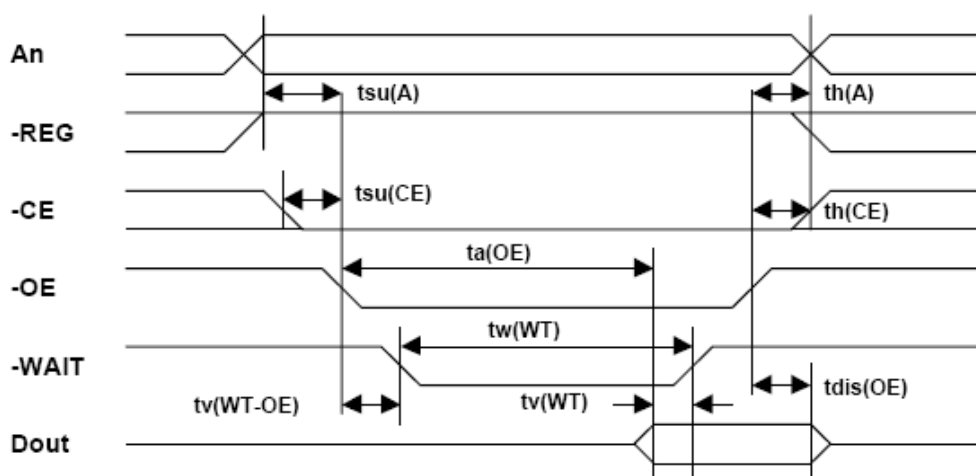 An
tsu(A)
th(A)
-REG
tsu(CE)
-CE
th(CE)
ta(OE)
-OE
tw(WT)
-WAIT
tdis(OE)
tv(WT-OE)
tv(WT)
Dout